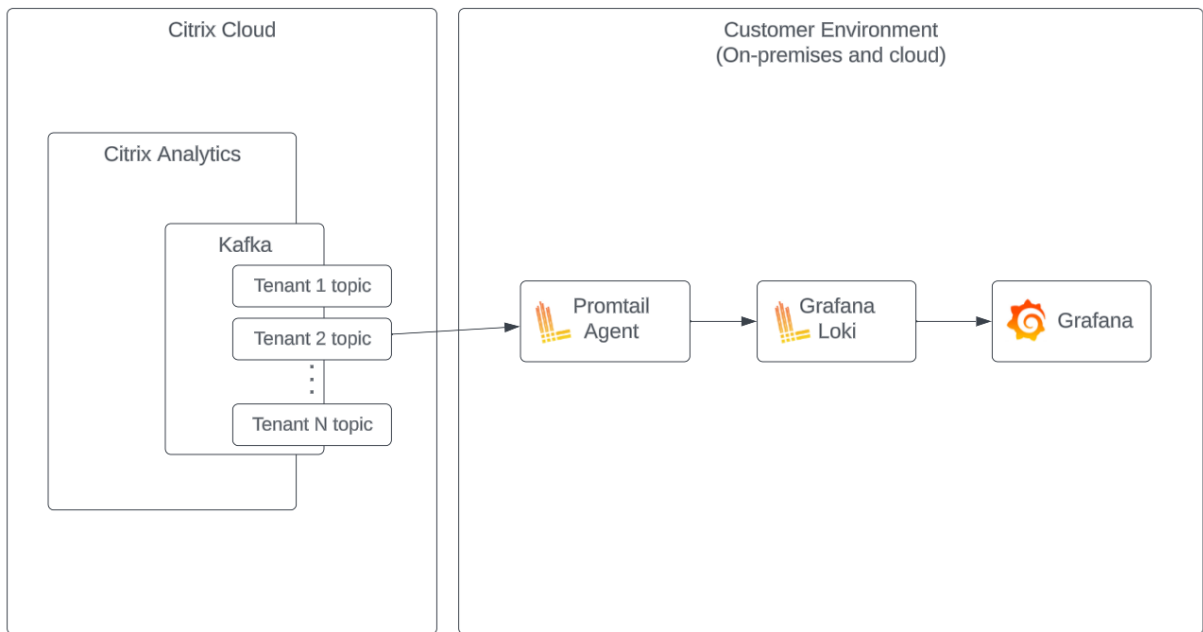 Citrix Cloud
Customer Environment
(On-premises and cloud)
Citrix Analytics
Kafka
Tenant 1 topic
Tenant 2 topic
Tenant N topic
Promtail
Agent
Grafana
Loki
Grafana